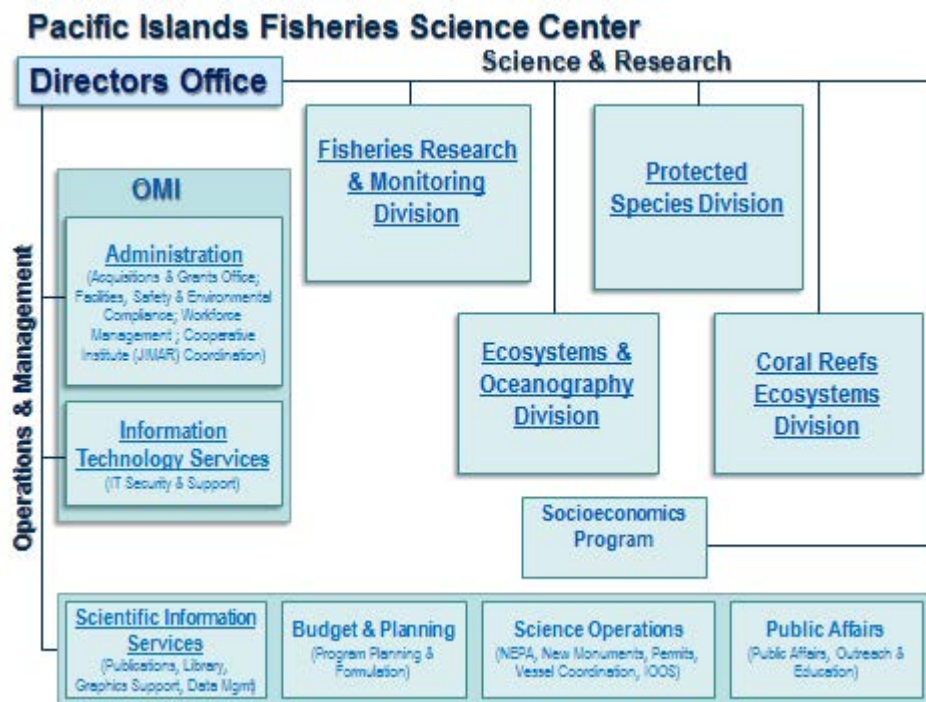 Pacific Islands Fisheries Science Center
Directors Office
Science & Research
Fisheries Research
& Monitoring
Division
Protected
Species Division
Ecosystems &
Oceanography
Division
Coral Reefs
Ecosystems
Division
Socioeconomics
Program
Operations & Management
OMI
Administration
(Acquisitions & Grants Office;
Facilities, Safety & Environmental
Compliance; Workforce
Management ; Cooperative
Institute (JIMAR) Coordination)
Information
Technology Services
(IT Security & Support)
Scientific Information
Services
(Publications, Library,
Graphics Support, Data Mgmt)
Budget & Planning
(Program Planning &
Formulation)
Science Operations
(NEPA, New Monuments, Permits,
Vessel Coordination, IOOS)
Public Affairs
(Public Affairs, Outreach &
Education)